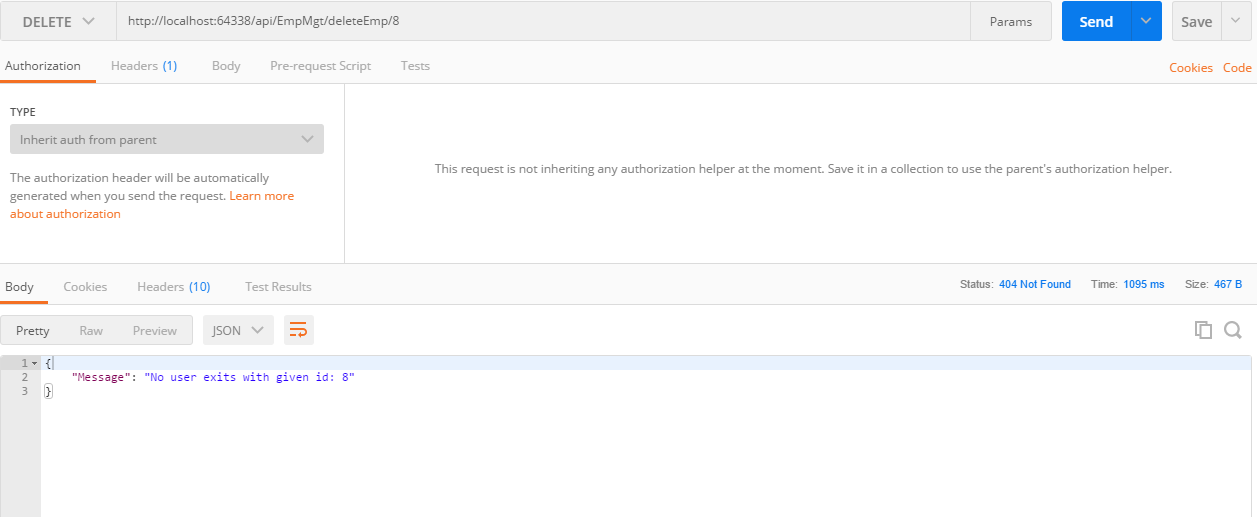 DELETE http://localhost:64338/api/EmpMgt/deleteEmp/8 Params Send Save
Authorization Headers (1) Body Pre-request Script Tests Cookies Code
TYPE
Inherit auth from parent
The authorization header will be automatically
generated when you send the request. Learn more
about authorization
This request is not inheriting any authorization helper at the moment. Save it in a collection to use the parent's authorization helper.
Body Cookies Headers (10) Test Results Status: 404 Not Found Time: 1095 ms Size: 467 B
Pretty Raw Preview JSON
1 {
2 "Message": "No user exits with given id: 8"
3 }